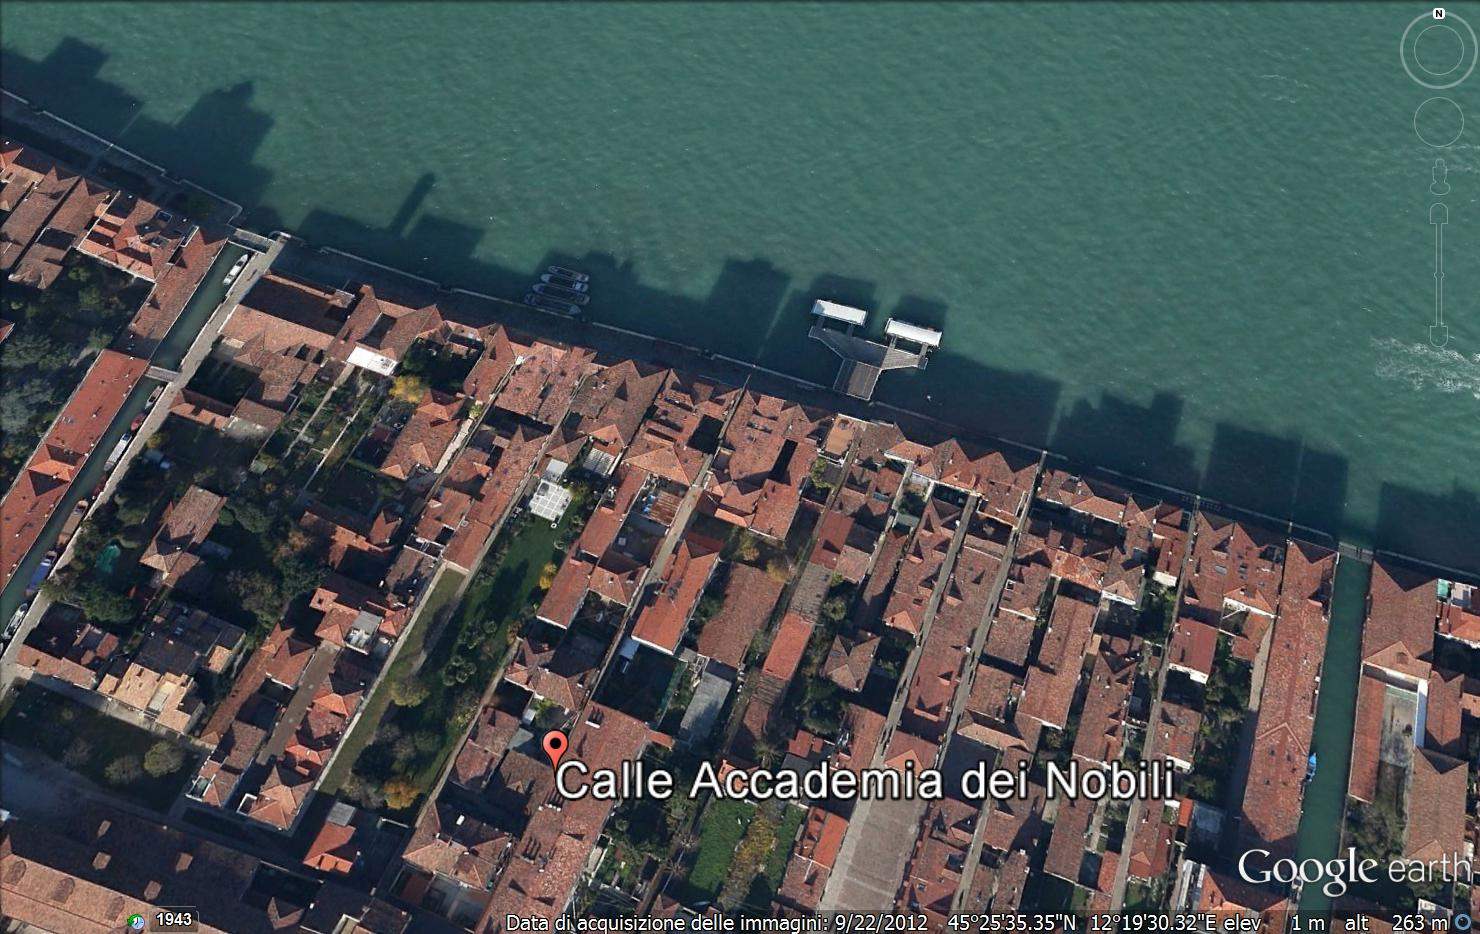 N
Calle Accademia dei Nobili
Google earth
1943
Data di acquisizione delle immagini: 9/22/2012 45°25'35.35"N 12°19'30.32"E elev 1 m alt 263 m